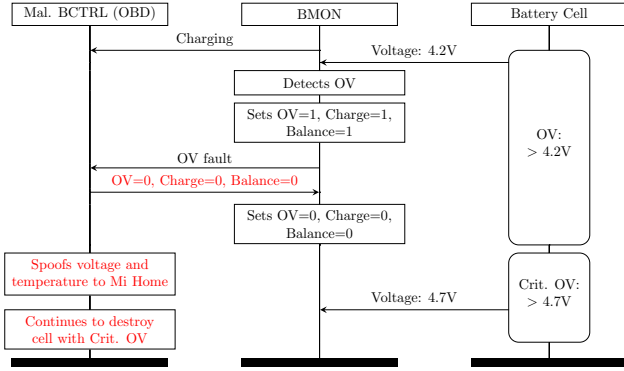 Mal. BCTRL (OBD)
BMON
Battery Cell
Charging
Voltage: 4.2V
Detects OV
Sets OV=1, Charge=1,
Balance=1
OV:
> 4.2V
OV fault
OV=0, Charge=0, Balance=0
Sets OV=0, Charge=0,
Balance=0
Spoofs voltage and
temperature to Mi Home
Crit. OV:
> 4.7V
Voltage: 4.7V
Continues to destroy
cell with Crit. OV